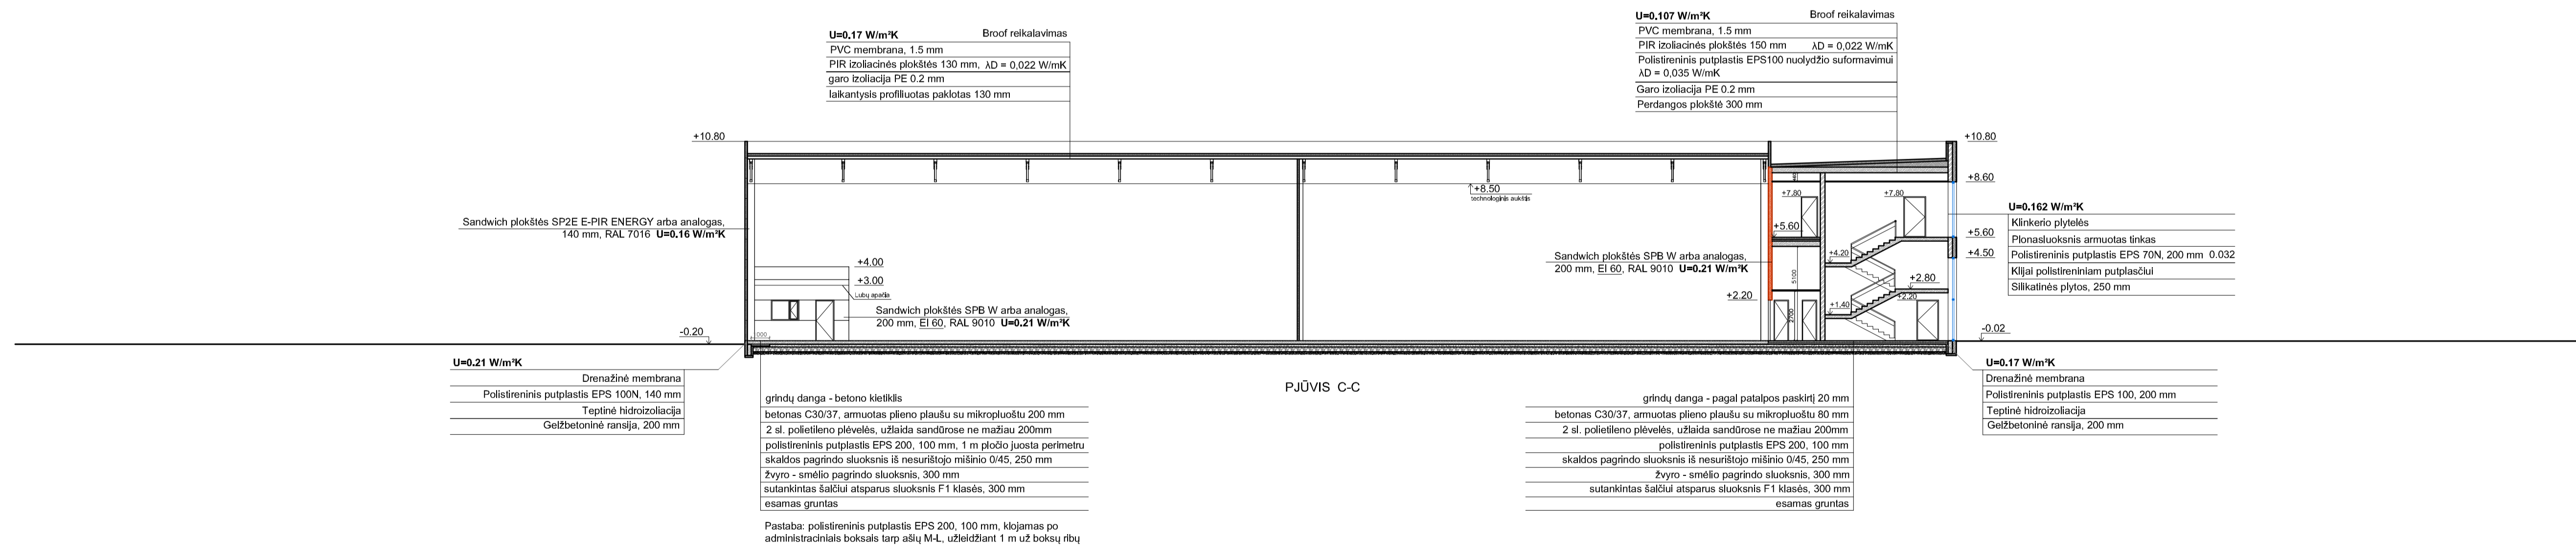 U=0.17 W/m²K Broof reikalavimas
PVC membrana, 1.5 mm
PIR izoliacinės plokštės 130 mm, λD = 0,022 W/mK
garo izoliacija PE 0.2 mm
laikantysis profiliuotas paklotas 130 mm
U=0.107 W/m²K Broof reikalavimas
PVC membrana, 1.5 mm
PIR izoliacinės plokštės 150 mm λD = 0,022 W/mK
Polistireninis putplastis EPS100 nuolydžio suformavimui
λD = 0,035 W/mK
Garo izoliacija PE 0.2 mm
Perdangos plokštė 300 mm
+10.80
+10.80
+8.60
+8.50
technologinis aukštis
+7.80
+7.80
Sandwich plokštės SP2E E-PIR ENERGY arba analogas,
140 mm, RAL 7016 U=0.16 W/m²K
U=0.162 W/m²K
Klinkerio plytelės
Plonasluoksnis armuotas tinkas
Polistireninis putplastis EPS 70N, 200 mm 0.032
Klijai polistireniniam putplasčiui
Silikatinės plytos, 250 mm
+5.60
+5.60
+4.50
+4.20
Sandwich plokštės SPB W arba analogas,
200 mm, EI 60, RAL 9010 U=0.21 W/m²K
5100
+4.00
+3.00
Lubų apačia
+2.80
+2.20
+2.20
+1.40
2700
Sandwich plokštės SPB W arba analogas,
200 mm, EI 60, RAL 9010 U=0.21 W/m²K
-0.20
-0.02
U=0.21 W/m²K
Drenažinė membrana
Polistireninis putplastis EPS 100N, 140 mm
Teptinė hidroizoliacija
Gelžbetoninė ransija, 200 mm
PJŪVIS C-C
U=0.17 W/m²K
Drenažinė membrana
Polistireninis putplastis EPS 100, 200 mm
Teptinė hidroizoliacija
Gelžbetoninė ransija, 200 mm
grindų danga - betono kietiklis
betonas C30/37, armuotas plieno plaušu su mikropluoštu 200 mm
2 sl. polietileno plėvelės, užlaida sandūrose ne mažiau 200mm
polistireninis putplastis EPS 200, 100 mm, 1 m pločio juosta perimetru
skaldos pagrindo sluoksnis iš nesurištojo mišinio 0/45, 250 mm
žvyro - smėlio pagrindo sluoksnis, 300 mm
sutankintas šalčiui atsparus sluoksnis F1 klasės, 300 mm
esamas gruntas
Pastaba: polistireninis putplastis EPS 200, 100 mm, klojamas po
administraciniais boksais tarp ašių M-L, užleidžiant 1 m už boksų ribų
grindų danga - pagal patalpos paskirtį 20 mm
betonas C30/37, armuotas plieno plaušu su mikropluoštu 80 mm
2 sl. polietileno plėvelės, užlaida sandūrose ne mažiau 200mm
polistireninis putplastis EPS 200, 100 mm
skaldos pagrindo sluoksnis iš nesurištojo mišinio 0/45, 250 mm
žvyro - smėlio pagrindo sluoksnis, 300 mm
sutankintas šalčiui atsparus sluoksnis F1 klasės, 300 mm
esamas gruntas